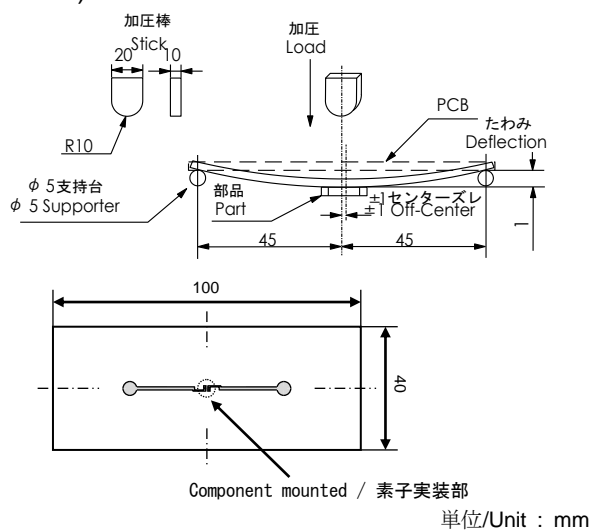 加圧棒
Stick
20
10
R10
加圧
Load
PCB
たわみ
Deflection
φ 5支持台
φ 5 Supporter
部品
Part
±1センターズレ
±1 Off-Center
45
45
1
100
40
Component mounted / 素子実装部
単位/Unit : mm